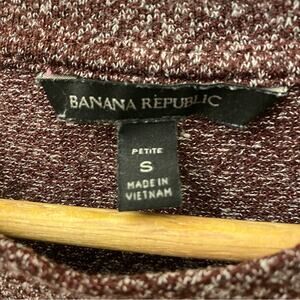 BANANA REPUBLIC
PETITE
S
MADE IN
VIETNAM